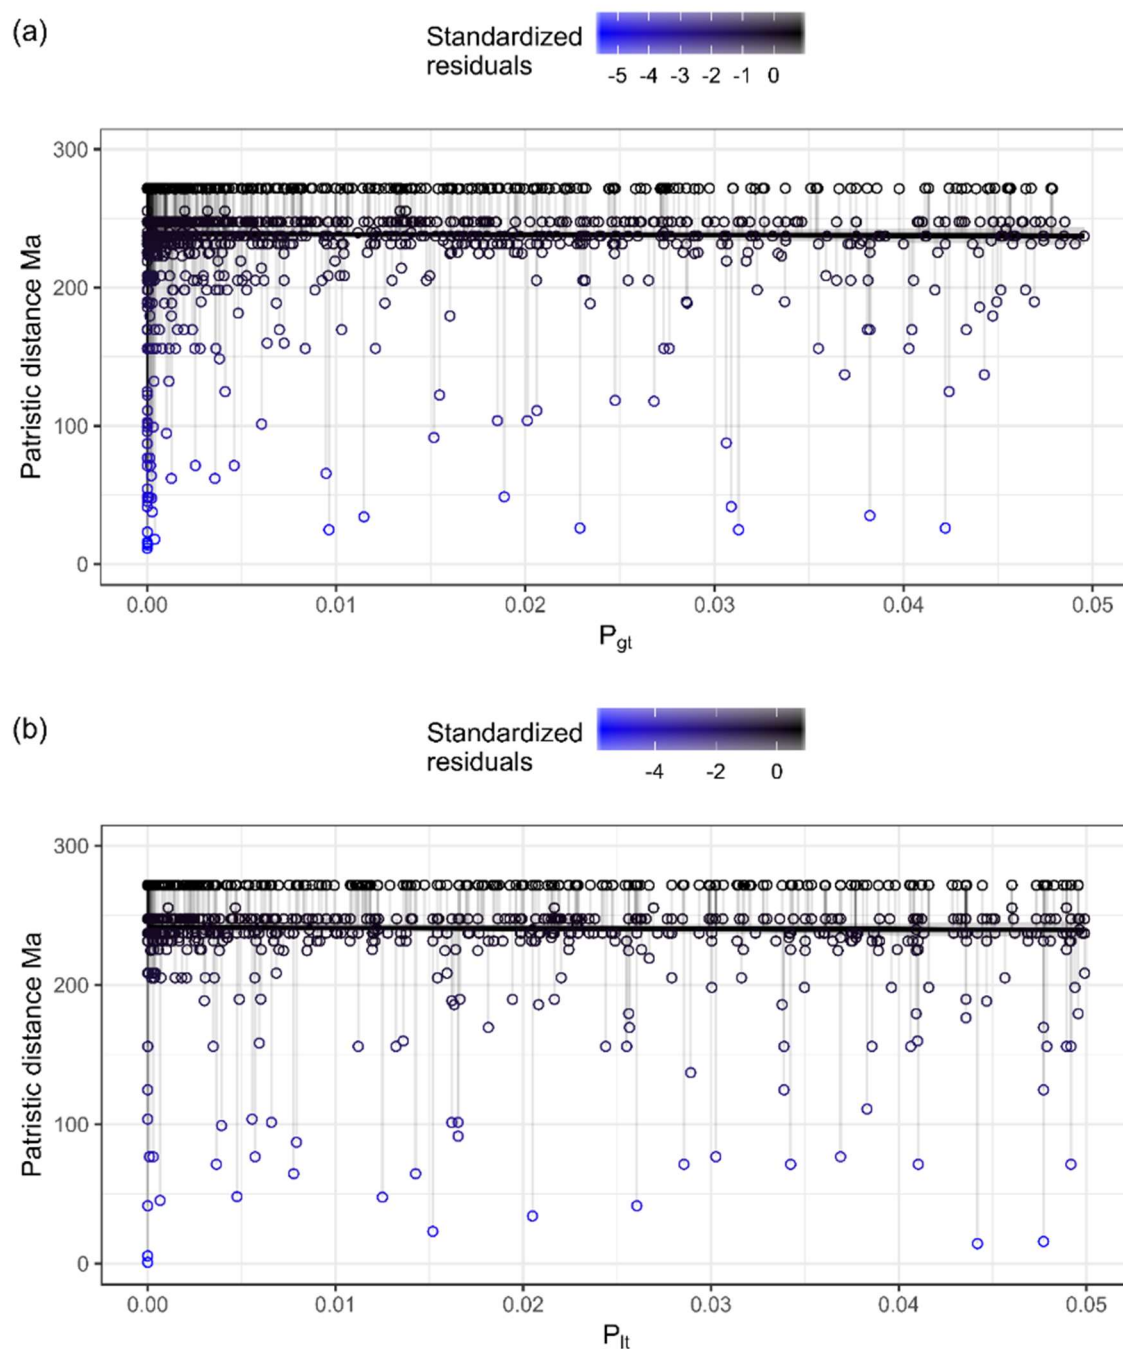 (a)
Standardized
residuals
-5 -4 -3 -2 -1 0
Patristic distance Ma
300
200
100
0
0.00 0.01 0.02 0.03 0.04 0.05
Pgt
(b)
Standardized
residuals
-4 -2 0
Patristic distance Ma
300
200
100
0
0.00 0.01 0.02 0.03 0.04 0.05
Plt